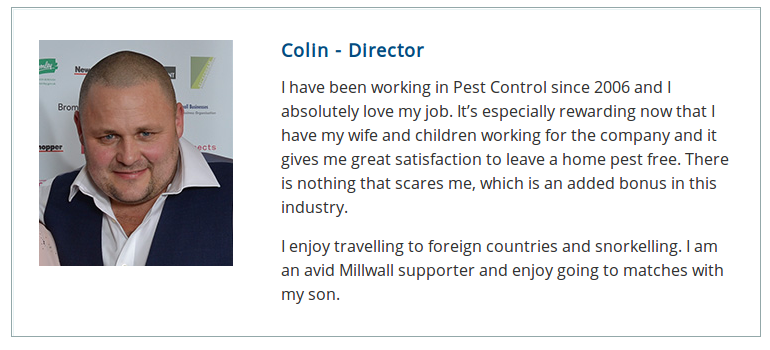 Colin - Director
I have been working in Pest Control since 2006 and I
absolutely love my job. It’s especially rewarding now that I
have my wife and children working for the company and it
gives me great satisfaction to leave a home pest free. There
is nothing that scares me, which is an added bonus in this
industry.
I enjoy travelling to foreign countries and snorkelling. I am
an avid Millwall supporter and enjoy going to matches with
my son.